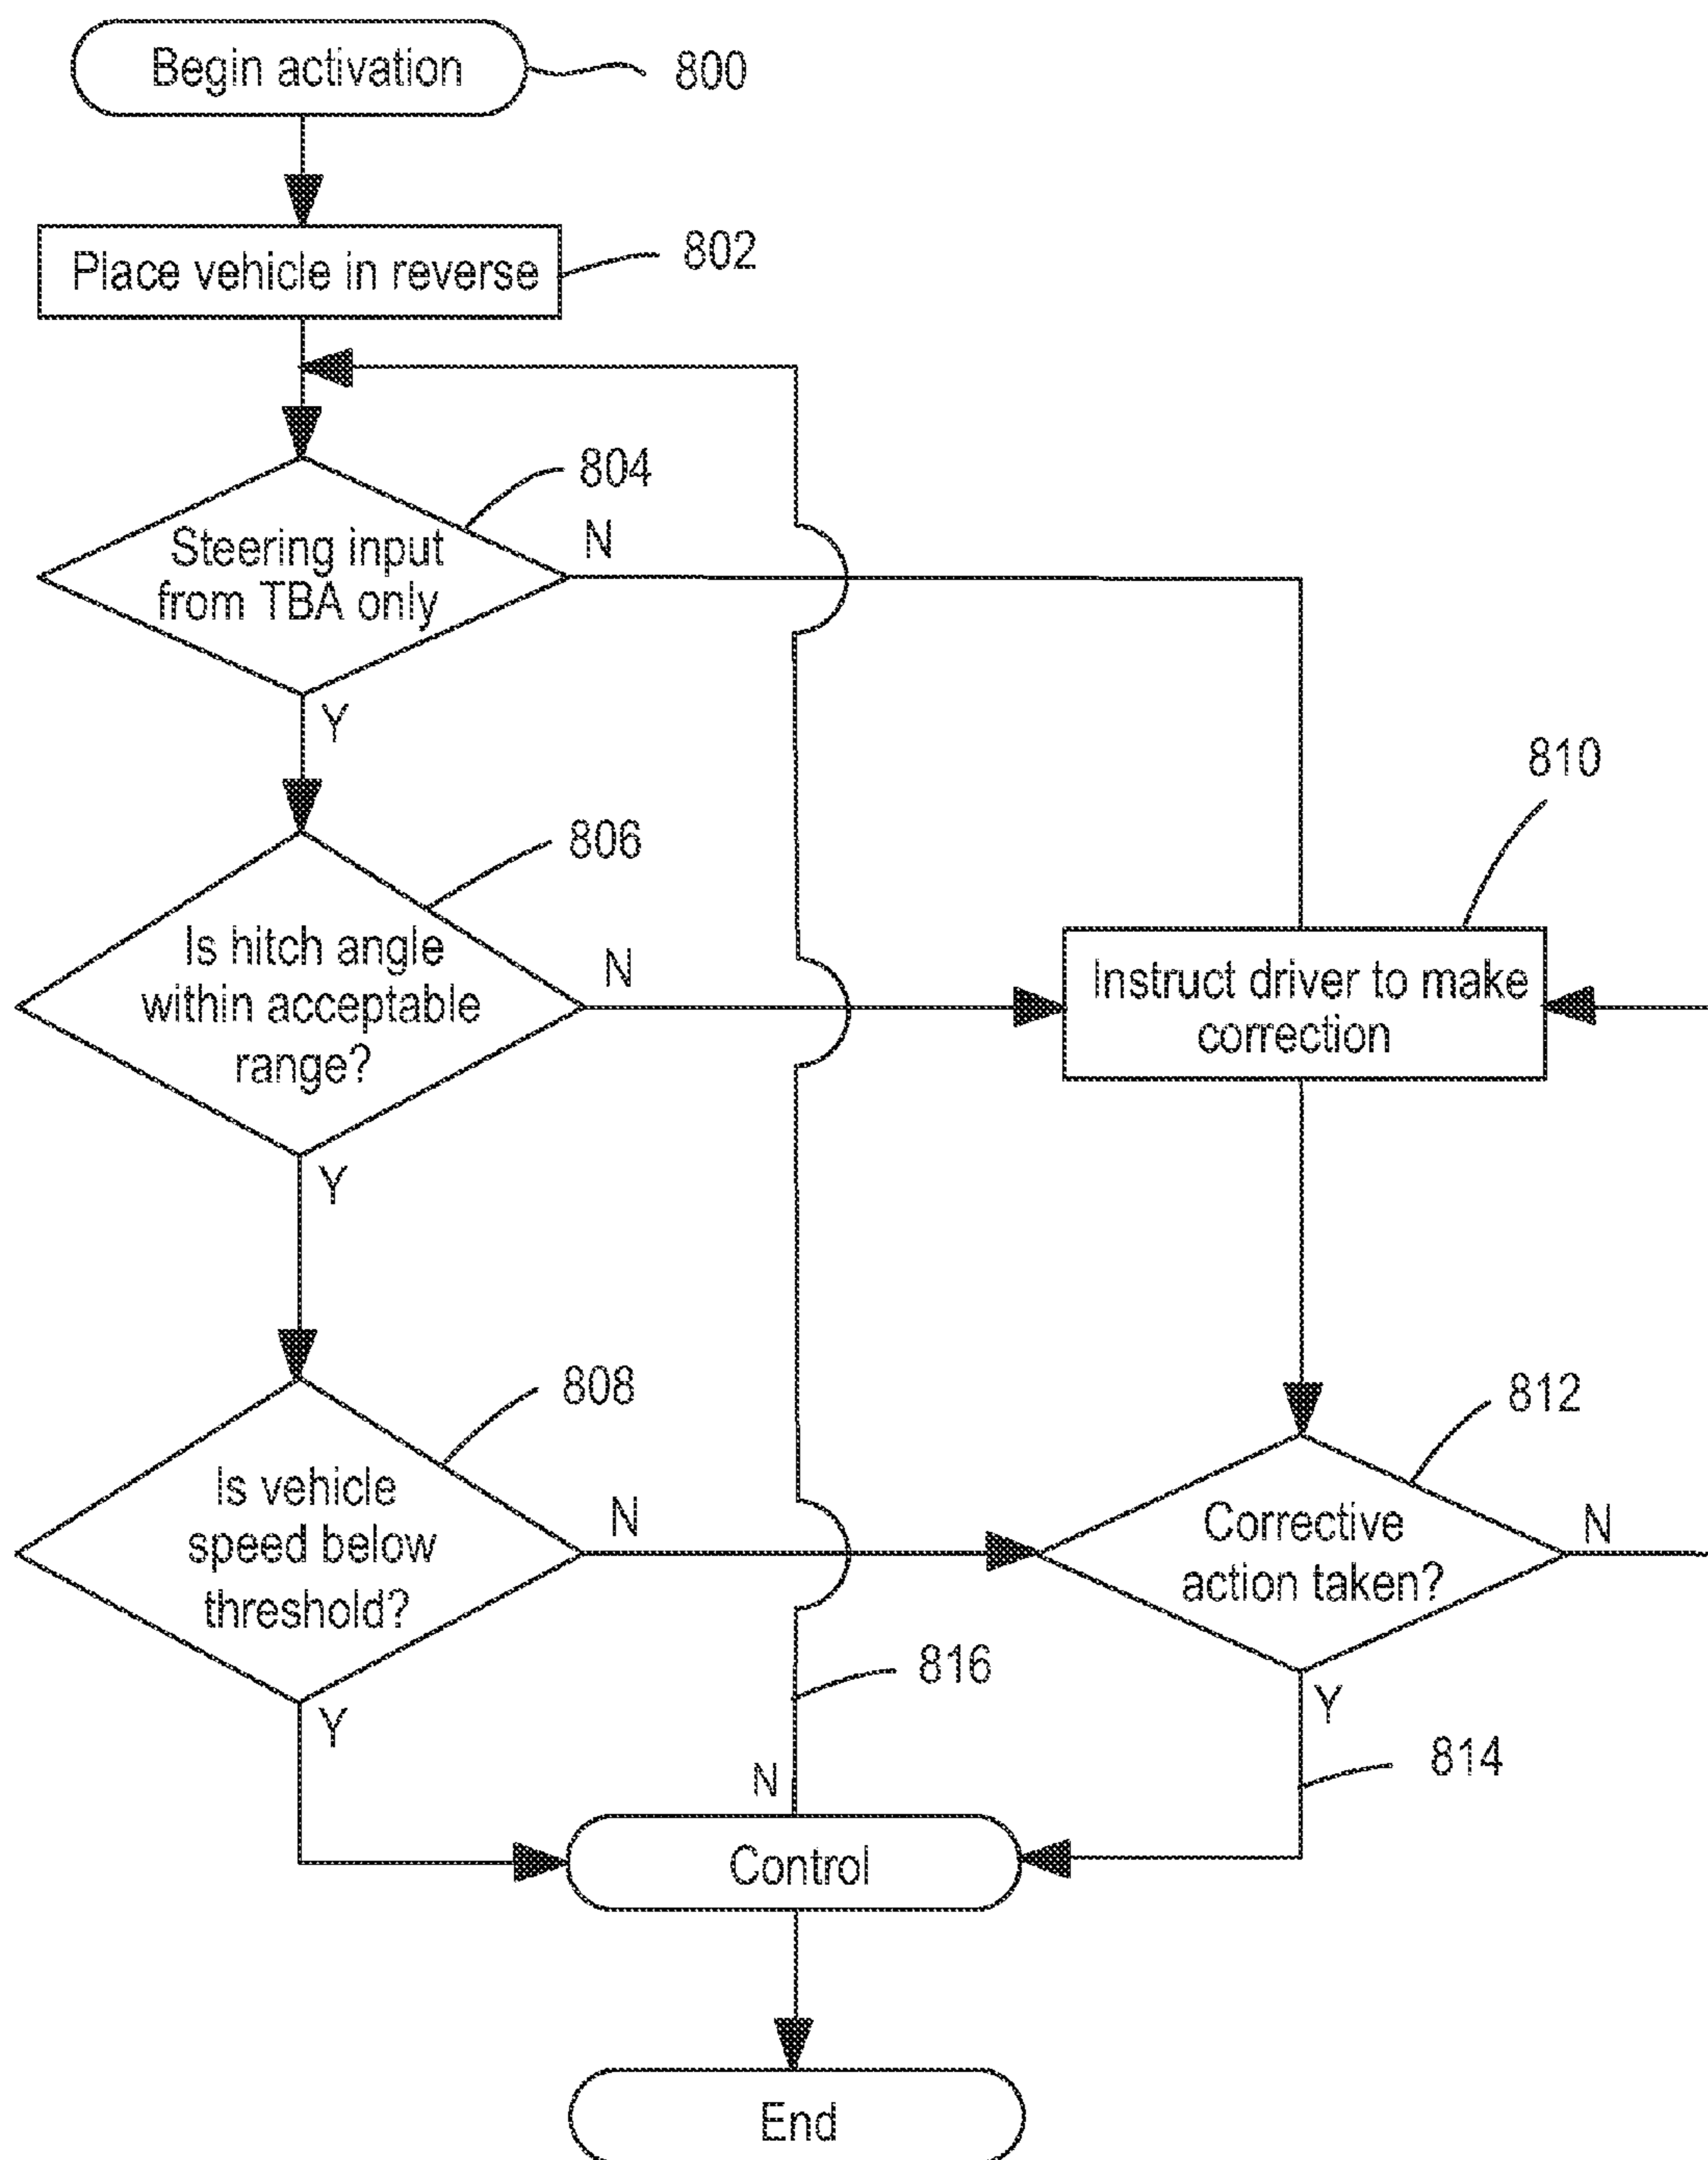 Begin activation
800
Place vehicle in reverse
802
804
Steering input
from TBA only
N
Y
810
806
Is hitch angle
within acceptable
range?
N
Instruct driver to make
correction
Y
808
812
Is vehicle
speed below
threshold?
N
Corrective
action taken?
N
816
Y
Y
814
N
Control
End